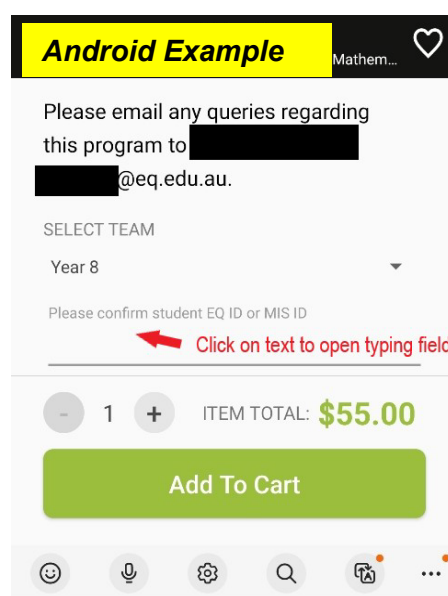 Android Example
Mathem...
Please email any queries regarding
this program to
@eq.edu.au.
SELECT TEAM
Year 8
Please confirm student EQ ID or MIS ID
Click on text to open typing field
- 1 + ITEM TOTAL: $55.00
Add To Cart